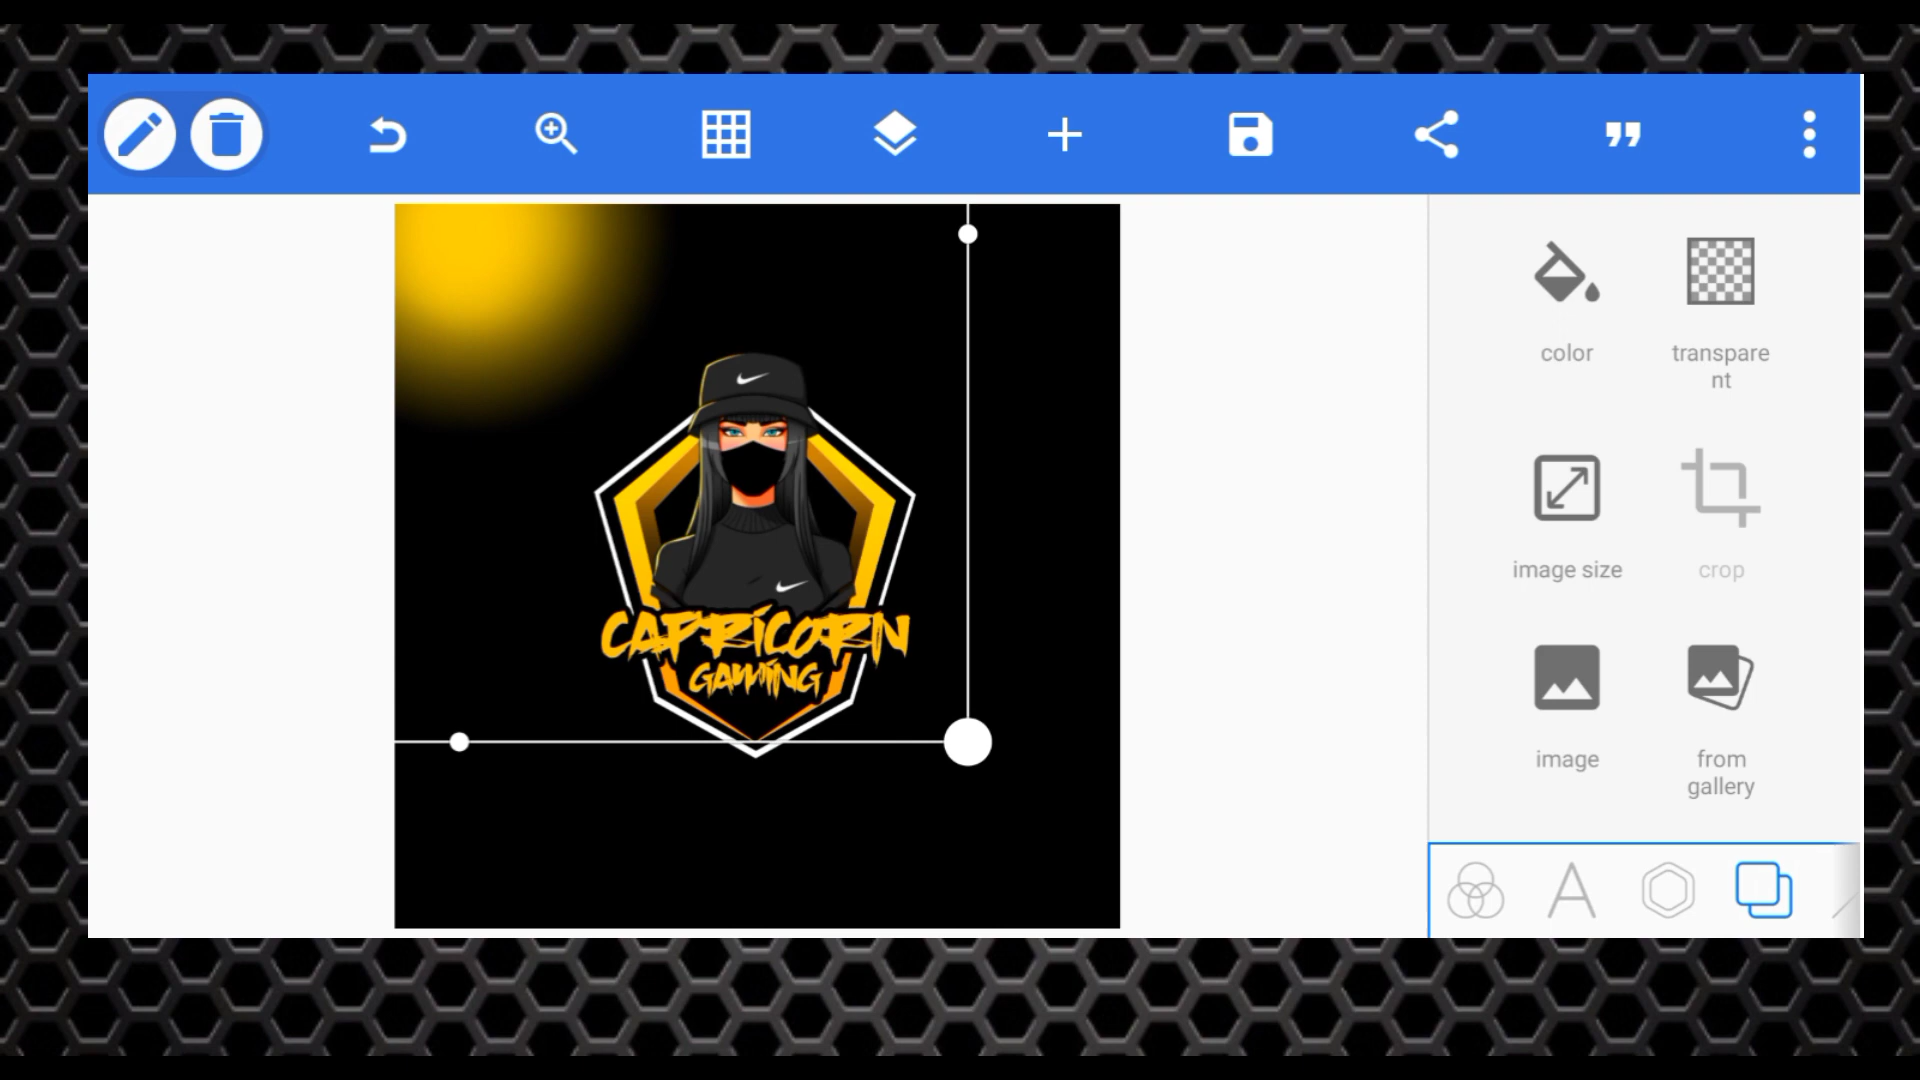 CAPRICORN
GAMING
color
transpare
nt
image size
crop
image
from
gallery